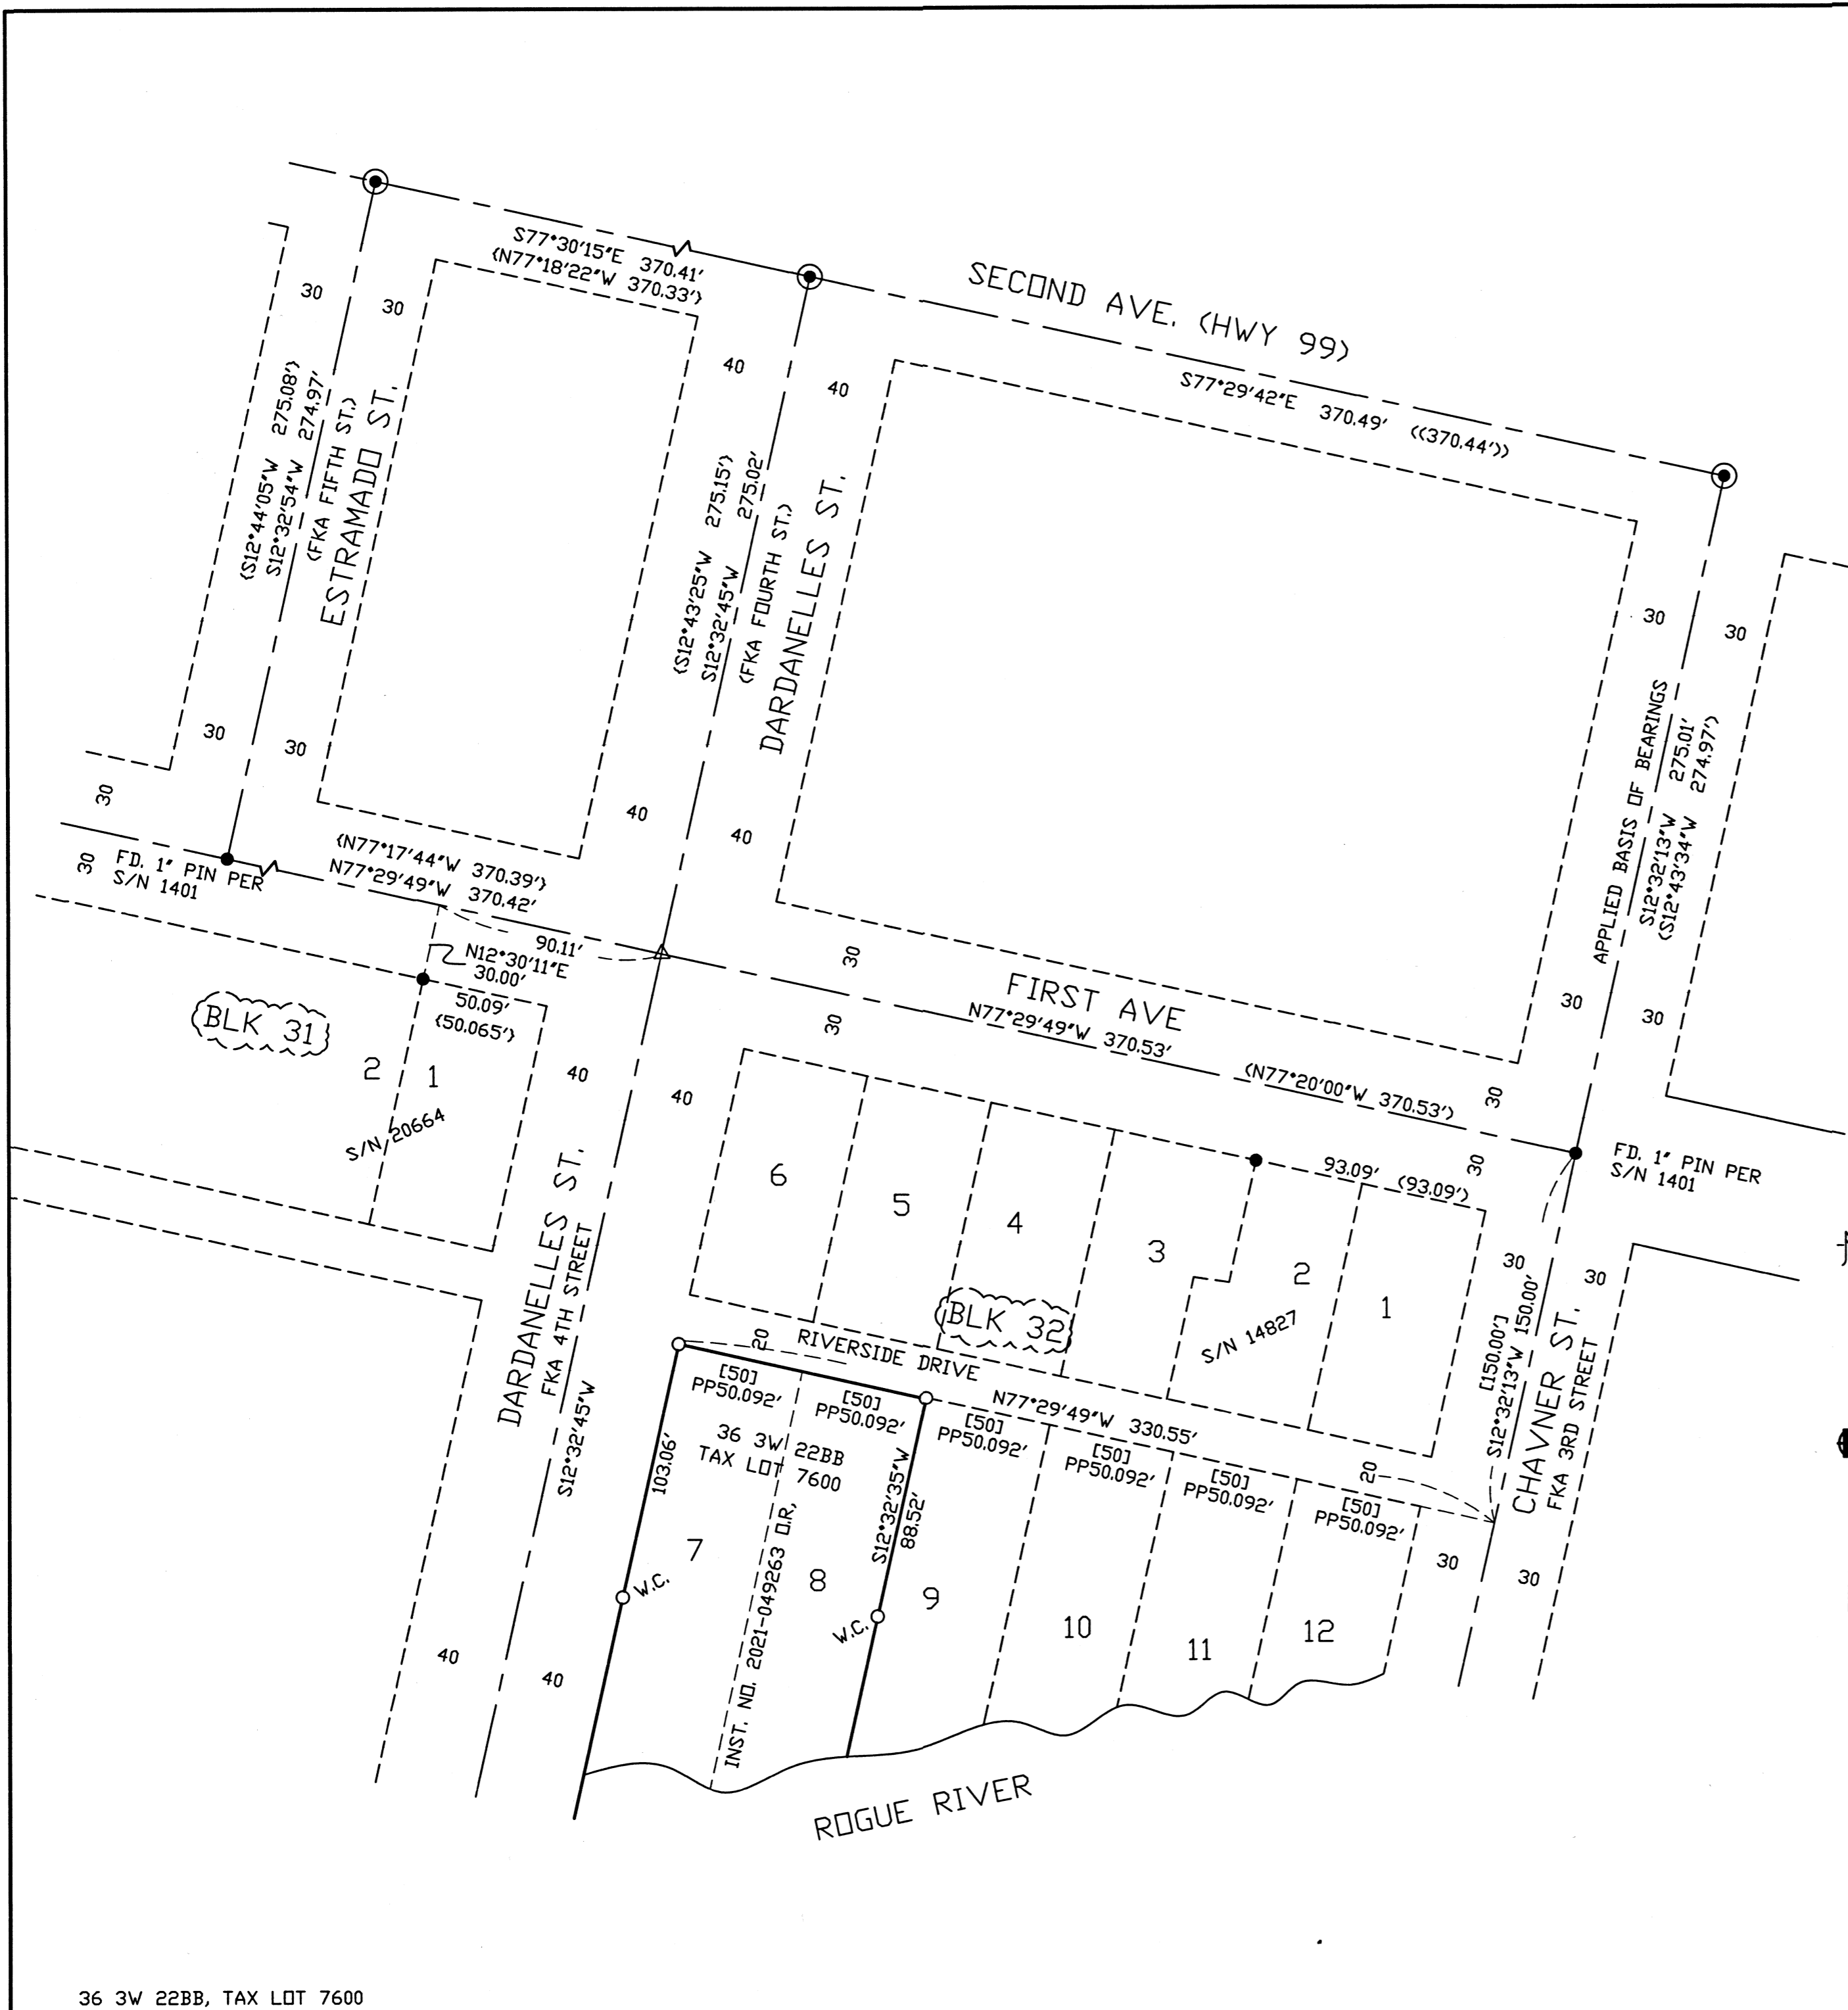 S77°30'15"E 370.41'
(N77°18'22"W 370.33')
SECOND AVE. (HWY 99)
S77°29'42"E 370.49' ((370.44'))
30
30
40
40
(S12°44'05"W 275.08')
S12°32'54"W 274.97'
(FKA FIFTH ST.)
ESTRAMADO ST.
(S12°43'25"W 275.15')
S12°32'45"W 275.02'
(FKA FOURTH ST.)
DARDANELLES ST.
30
30
APPLIED BASIS OF BEARINGS
S12°32'13"W 275.01'
(S12°43'34"W 274.97')
30
30
30
40
40
30
FD. 1" PIN PER
S/N 1401
(N77°17'44"W 370.39')
N77°29'49"W 370.42'
90.11'
N12°30'11"E
30.00'
50.09'
(50.065')
30
30
FIRST AVE
N77°29'49"W 370.53'
(N77°20'00"W 370.53')
30
30
30
30
FD. 1" PIN PER
S/N 1401
BLK 31
2
1
S/N 20664
40
40
93.09' (93.09')
6
5
4
3
2
1
S/N 14827
BLK 32
30
30
DARDANELLES ST.
FKA 4TH STREET
S12°32'45"W
20
RIVERSIDE DRIVE
N77°29'49"W 330.55'
[150.00']
S12°32'13"W 150.00'
CHAVNER ST.
FKA 3RD STREET
20
[50]
PP50.092'
[50]
PP50.092'
[50]
PP50.092'
[50]
PP50.092'
[50]
PP50.092'
[50]
PP50.092'
36 3W 22BB
TAX LOT 7600
103.06'
S12°32'35"W
88.52'
INST. NO. 2021-049263 O.R.
7
8
9
10
11
12
W.C.
W.C.
30
30
40
40
ROGUE RIVER
36 3W 22BB, TAX LOT 7600